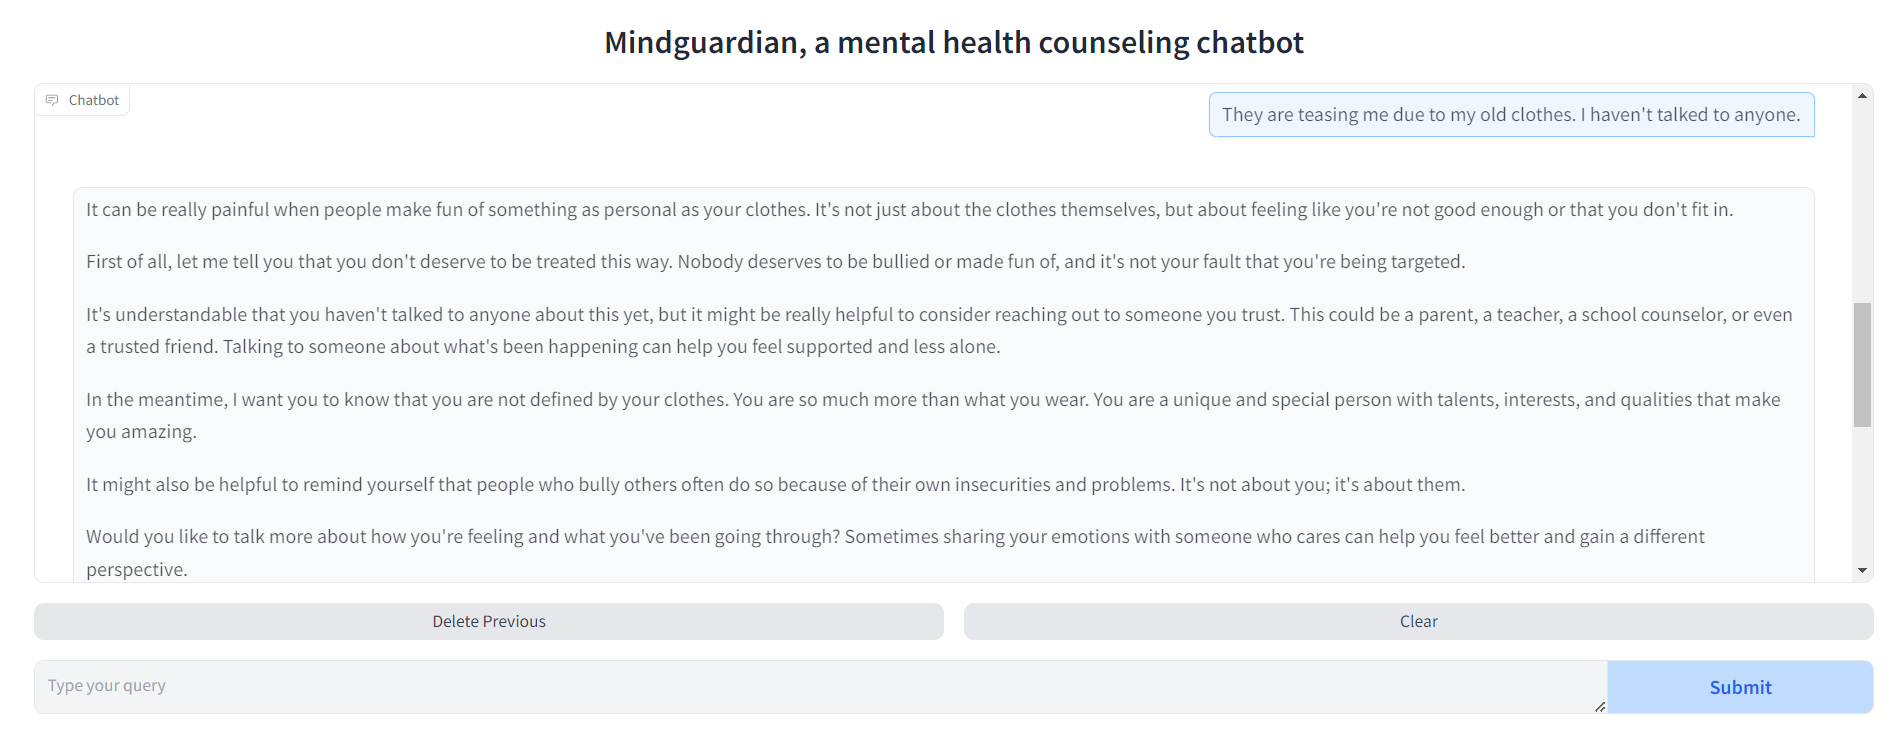 Mindguardian, a mental health counseling chatbot
Chatbot
They are teasing me due to my old clothes. I haven't talked to anyone.
It can be really painful when people make fun of something as personal as your clothes. It's not just about the clothes themselves, but about feeling like you're not good enough or that you don't fit in.
First of all, let me tell you that you don't deserve to be treated this way. Nobody deserves to be bullied or made fun of, and it's not your fault that you're being targeted.
It's understandable that you haven't talked to anyone about this yet, but it might be really helpful to consider reaching out to someone you trust. This could be a parent, a teacher, a school counselor, or even
a trusted friend. Talking to someone about what's been happening can help you feel supported and less alone.
In the meantime, I want you to know that you are not defined by your clothes. You are so much more than what you wear. You are a unique and special person with talents, interests, and qualities that make
you amazing.
It might also be helpful to remind yourself that people who bully others often do so because of their own insecurities and problems. It's not about you; it's about them.
Would you like to talk more about how you're feeling and what you've been going through? Sometimes sharing your emotions with someone who cares can help you feel better and gain a different
perspective.
Delete Previous
Clear
Type your query
Submit